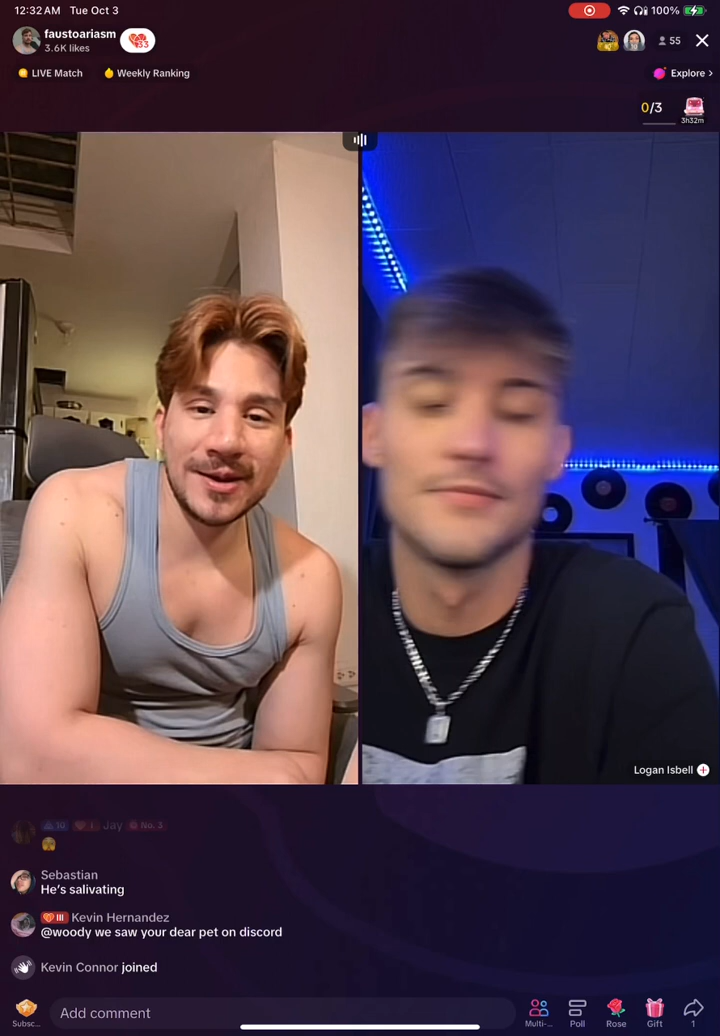 12:32 AM Tue Oct 3
100%
faustoariasm
3.6K likes
33
55
LIVE Match
Weekly Ranking
Explore >
0/3
3h32m
Logan Isbell
10 I Jay No. 3
Sebastian
He's salivating
III Kevin Hernandez
@woody we saw your dear pet on discord
Kevin Connor joined
Subsc...
Add comment
Multi-...
Poll
Rose
Gift
1